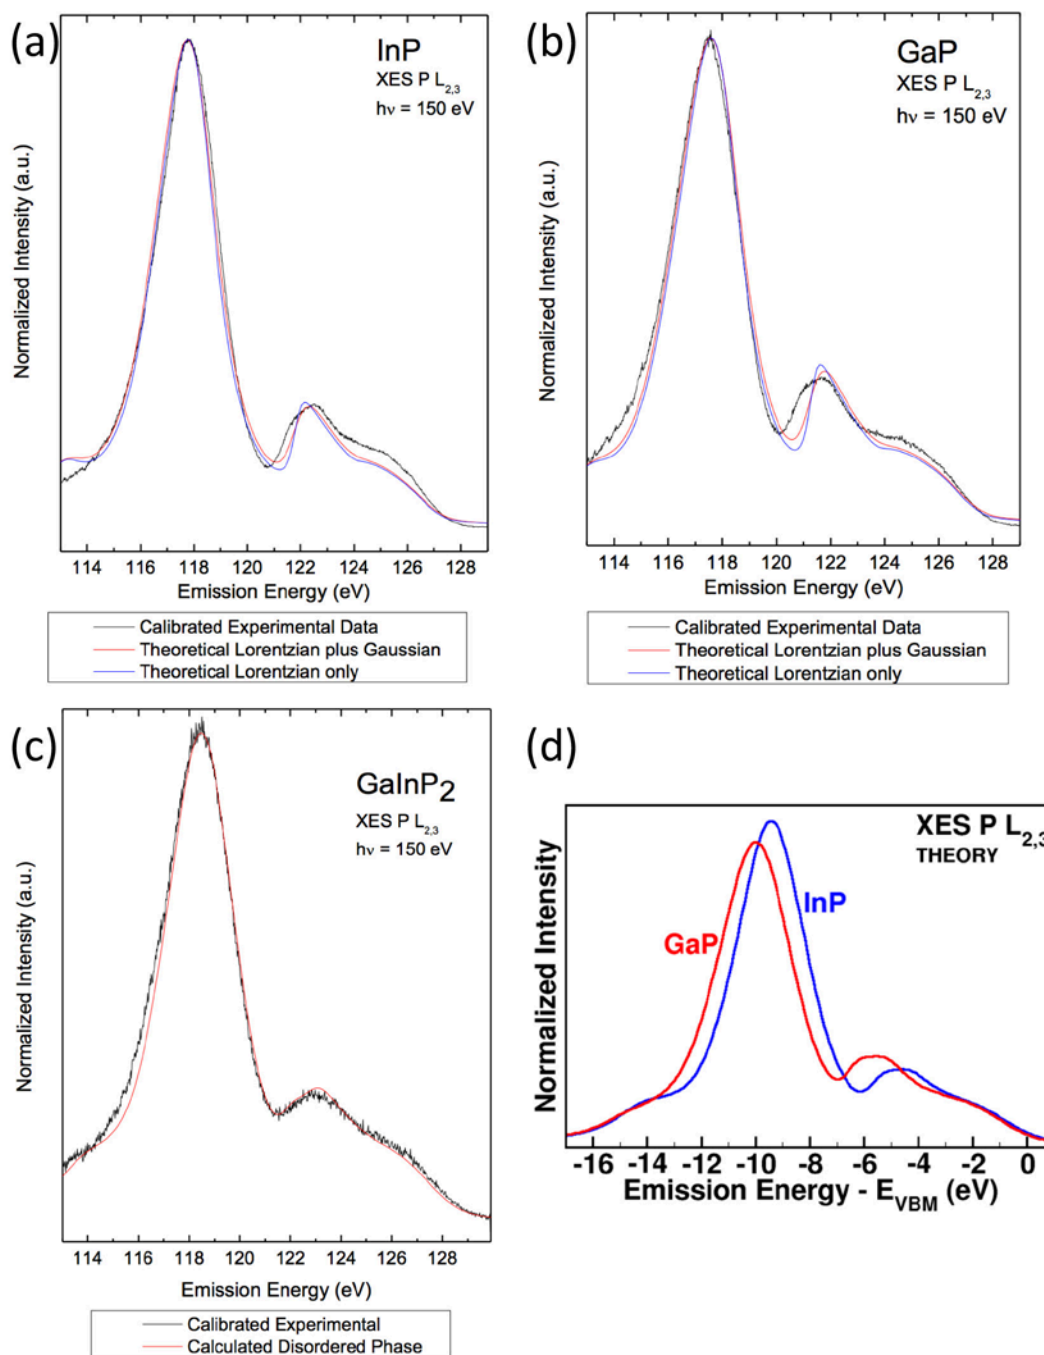 (a)
InP
XES P L2,3
hν = 150 eV
Normalized Intensity (a.u.)
114 116 118 120 122 124 126 128
Emission Energy (eV)
Calibrated Experimental Data
Theoretical Lorentzian plus Gaussian
Theoretical Lorentzian only
(b)
GaP
XES P L2,3
hν = 150 eV
Normalized Intensity (a.u.)
114 116 118 120 122 124 126 128
Emission Energy (eV)
Calibrated Experimental Data
Theoretical Lorentzian plus Gaussian
Theoretical Lorentzian only
(c)
GaInP2
XES P L2,3
hν = 150 eV
Normalized Intensity (a.u.)
114 116 118 120 122 124 126 128
Emission Energy (eV)
Calibrated Experimental
Calculated Disordered Phase
(d)
XES P L2,3
THEORY
InP
GaP
Normalized Intensity
-16 -14 -12 -10 -8 -6 -4 -2 0
Emission Energy - EVBM (eV)